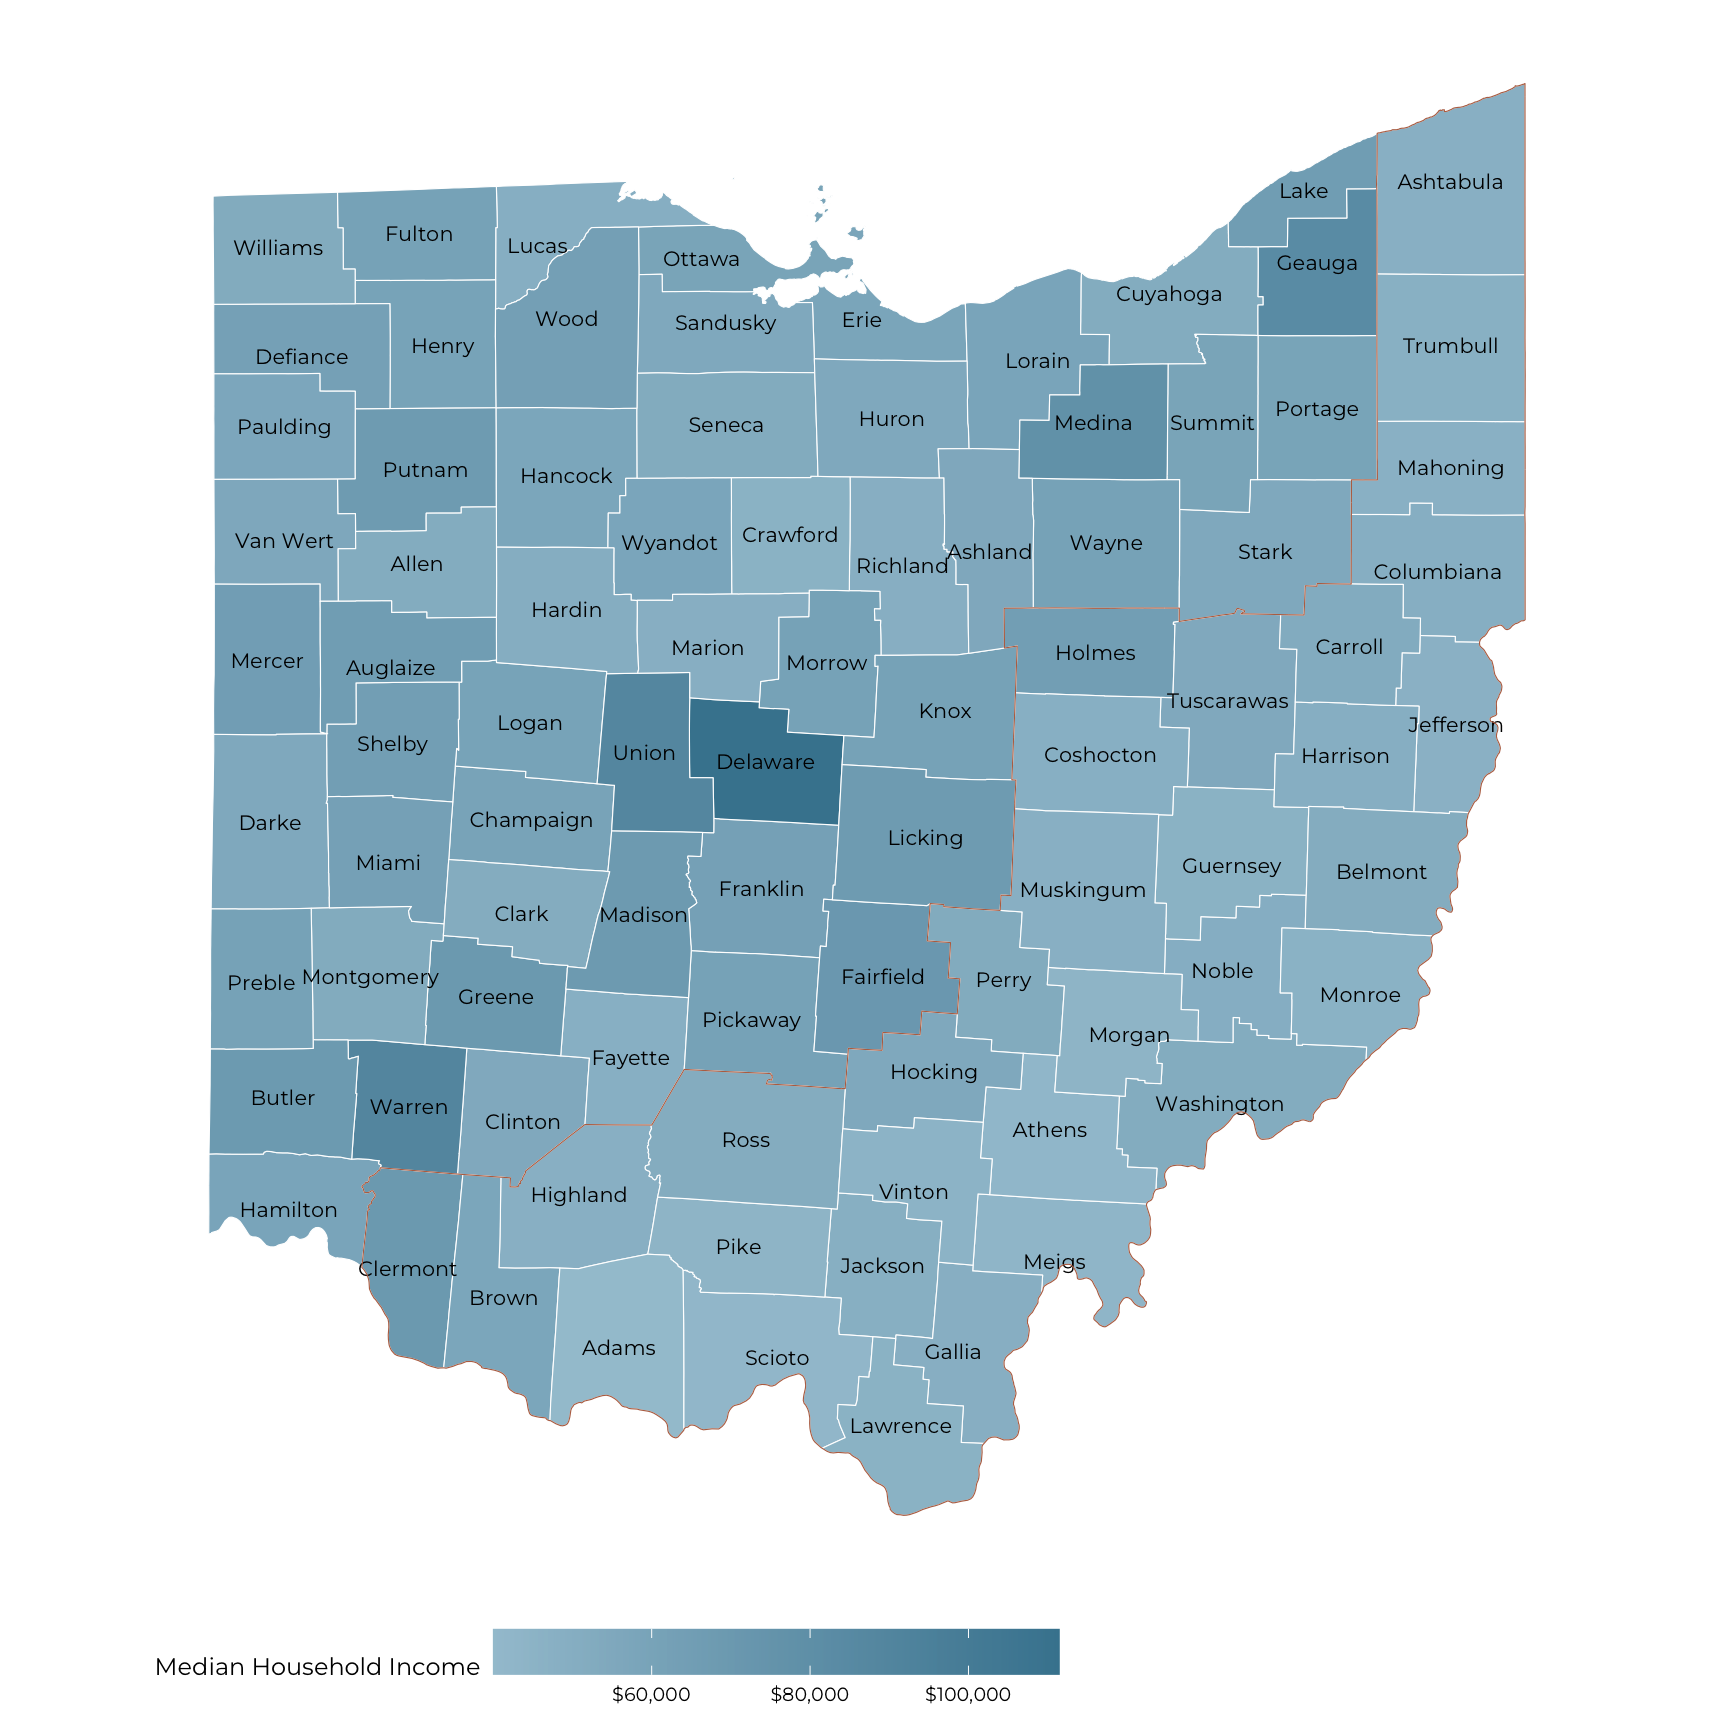 Ashtabula
Lake
Fulton
Williams
Lucas
Ottawa
Geauga
Cuyahoga
Wood
Sandusky
Erie
Henry
Trumbull
Defiance
Lorain
Portage
Huron
Medina
Summit
Seneca
Paulding
Mahoning
Putnam
Hancock
Crawford
Van Wert
Wyandot
Wayne
Ashland
Stark
Allen
Richland
Columbiana
Hardin
Marion
Carroll
Holmes
Mercer
Morrow
Auglaize
Tuscarawas
Knox
Logan
Jefferson
Shelby
Union
Coshocton
Harrison
Delaware
Champaign
Darke
Licking
Miami
Guernsey
Belmont
Franklin
Muskingum
Clark
Madison
Noble
Montgomery
Fairfield
Perry
Preble
Greene
Monroe
Pickaway
Morgan
Fayette
Hocking
Butler
Warren
Washington
Clinton
Athens
Ross
Vinton
Highland
Hamilton
Pike
Meigs
Jackson
Clermont
Brown
Adams
Gallia
Scioto
Lawrence
Median Household Income
$60,000
$80,000
$100,000